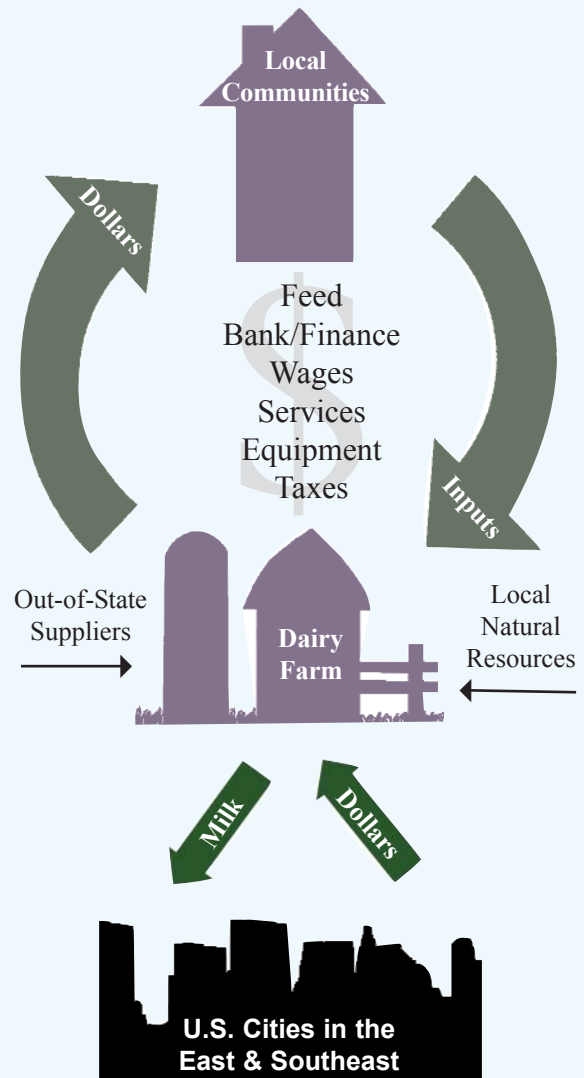 Local
Communities
Dollars
$
Feed
Bank/Finance
Wages
Services
Equipment
Taxes
Inputs
Out-of-State
Suppliers
Dairy
Farm
Local
Natural
Resources
Milk
Dollars
U.S. Cities in the
East & Southeast